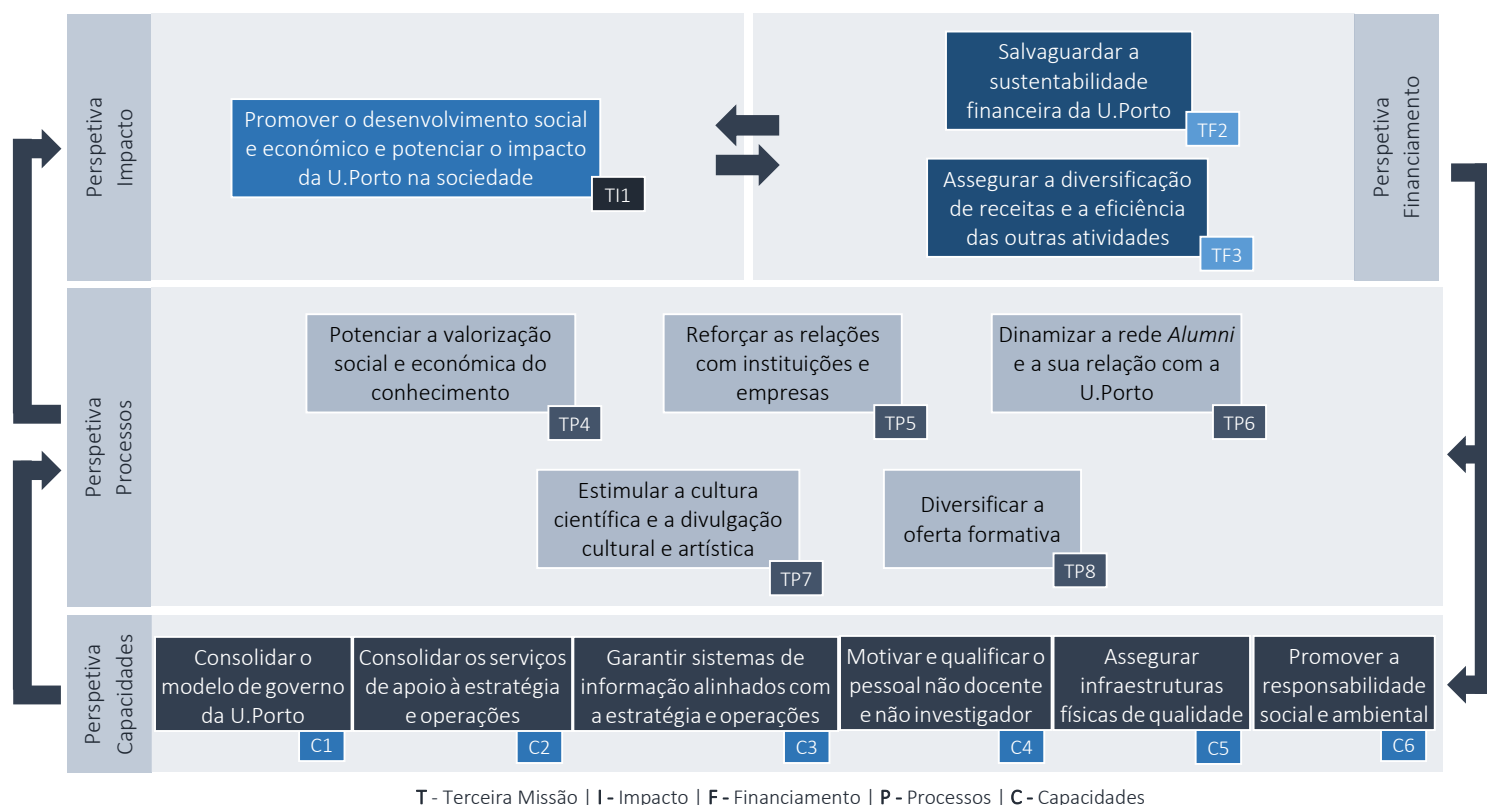 Perspetiva
Impacto
Promover o desenvolvimento social
e económico e potenciar o impacto
da U.Porto na sociedade
TI1
Salvaguardar a
sustentabilidade
financeira da U.Porto
TF2
Assegurar a diversificação
de receitas e a eficiência
das outras atividades
TF3
Perspetiva
Financiamento
Perspetiva
Processos
Potenciar a valorização
social e económica do
conhecimento
TP4
Reforçar as relações
com instituições e
empresas
TP5
Dinamizar a rede Alumni
e a sua relação com a
U.Porto
TP6
Estimular a cultura
científica e a divulgação
cultural e artística
TP7
Diversificar a
oferta formativa
TP8
Perspetiva
Capacidades
Consolidar o
modelo de governo
da U.Porto
C1
Consolidar os serviços
de apoio à estratégia
e operações
C2
Garantir sistemas de
informação alinhados com
a estratégia e operações
C3
Motivar e qualificar o
pessoal não docente
e não investigador
C4
Assegurar
infraestruturas
físicas de qualidade
C5
Promover a
responsabilidade
social e ambiental
C6
T - Terceira Missão | I - Impacto | F - Financiamento | P - Processos | C - Capacidades